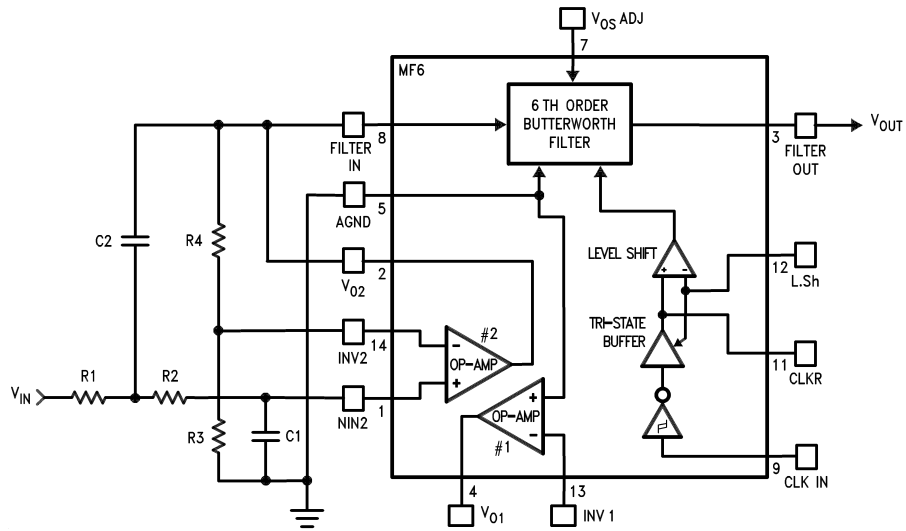 V_OS ADJ
7
MF6
6 TH ORDER
BUTTERWORTH
FILTER
8
FILTER
IN
3
FILTER
OUT
V_OUT
5
AGND
C2
R4
2
V_O2
LEVEL SHIFT
+ -
12
L.Sh
TRI-STATE
BUFFER
14
INV2
#2
-
OP-AMP
+
11
CLKR
V_IN
R1
R2
1
NIN2
R3
C1
+
OP-AMP
-
#1
9
CLK IN
4
V_O1
13
INV 1